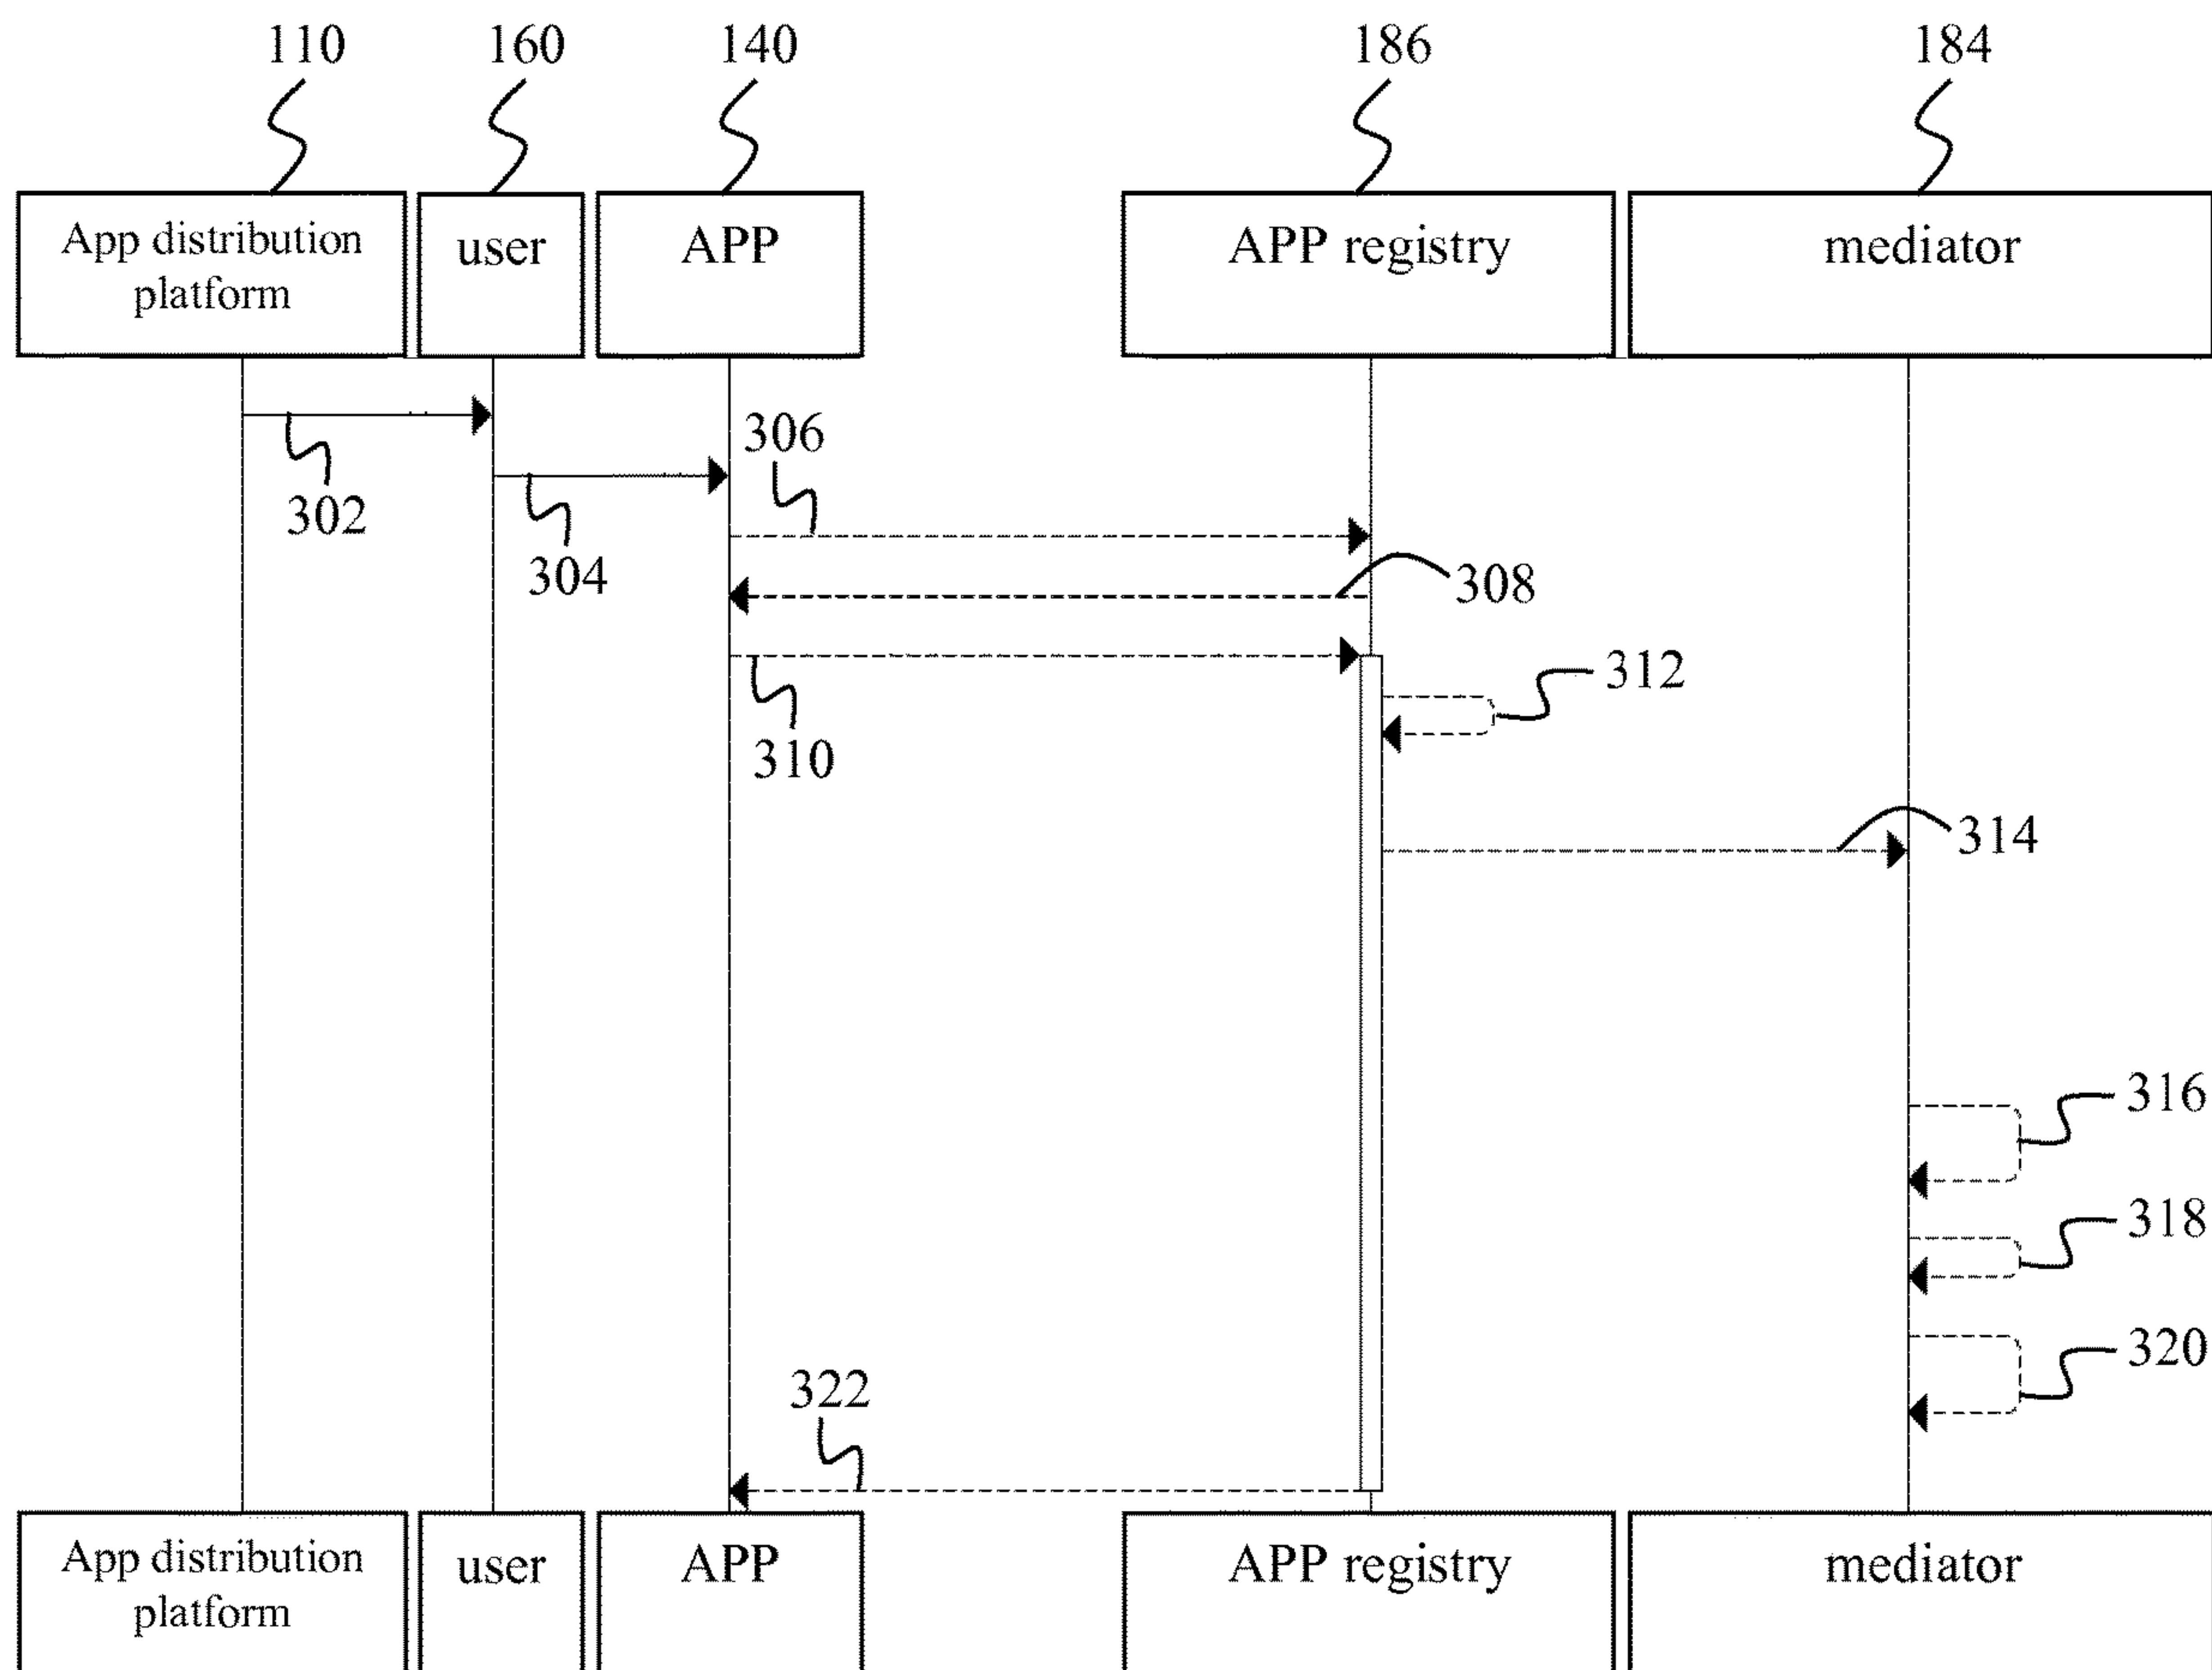 110
160
140
186
184
App distribution
platform
user
APP
APP registry
mediator
306
302
304
308
312
310
314
316
318
320
322
App distribution
platform
user
APP
APP registry
mediator